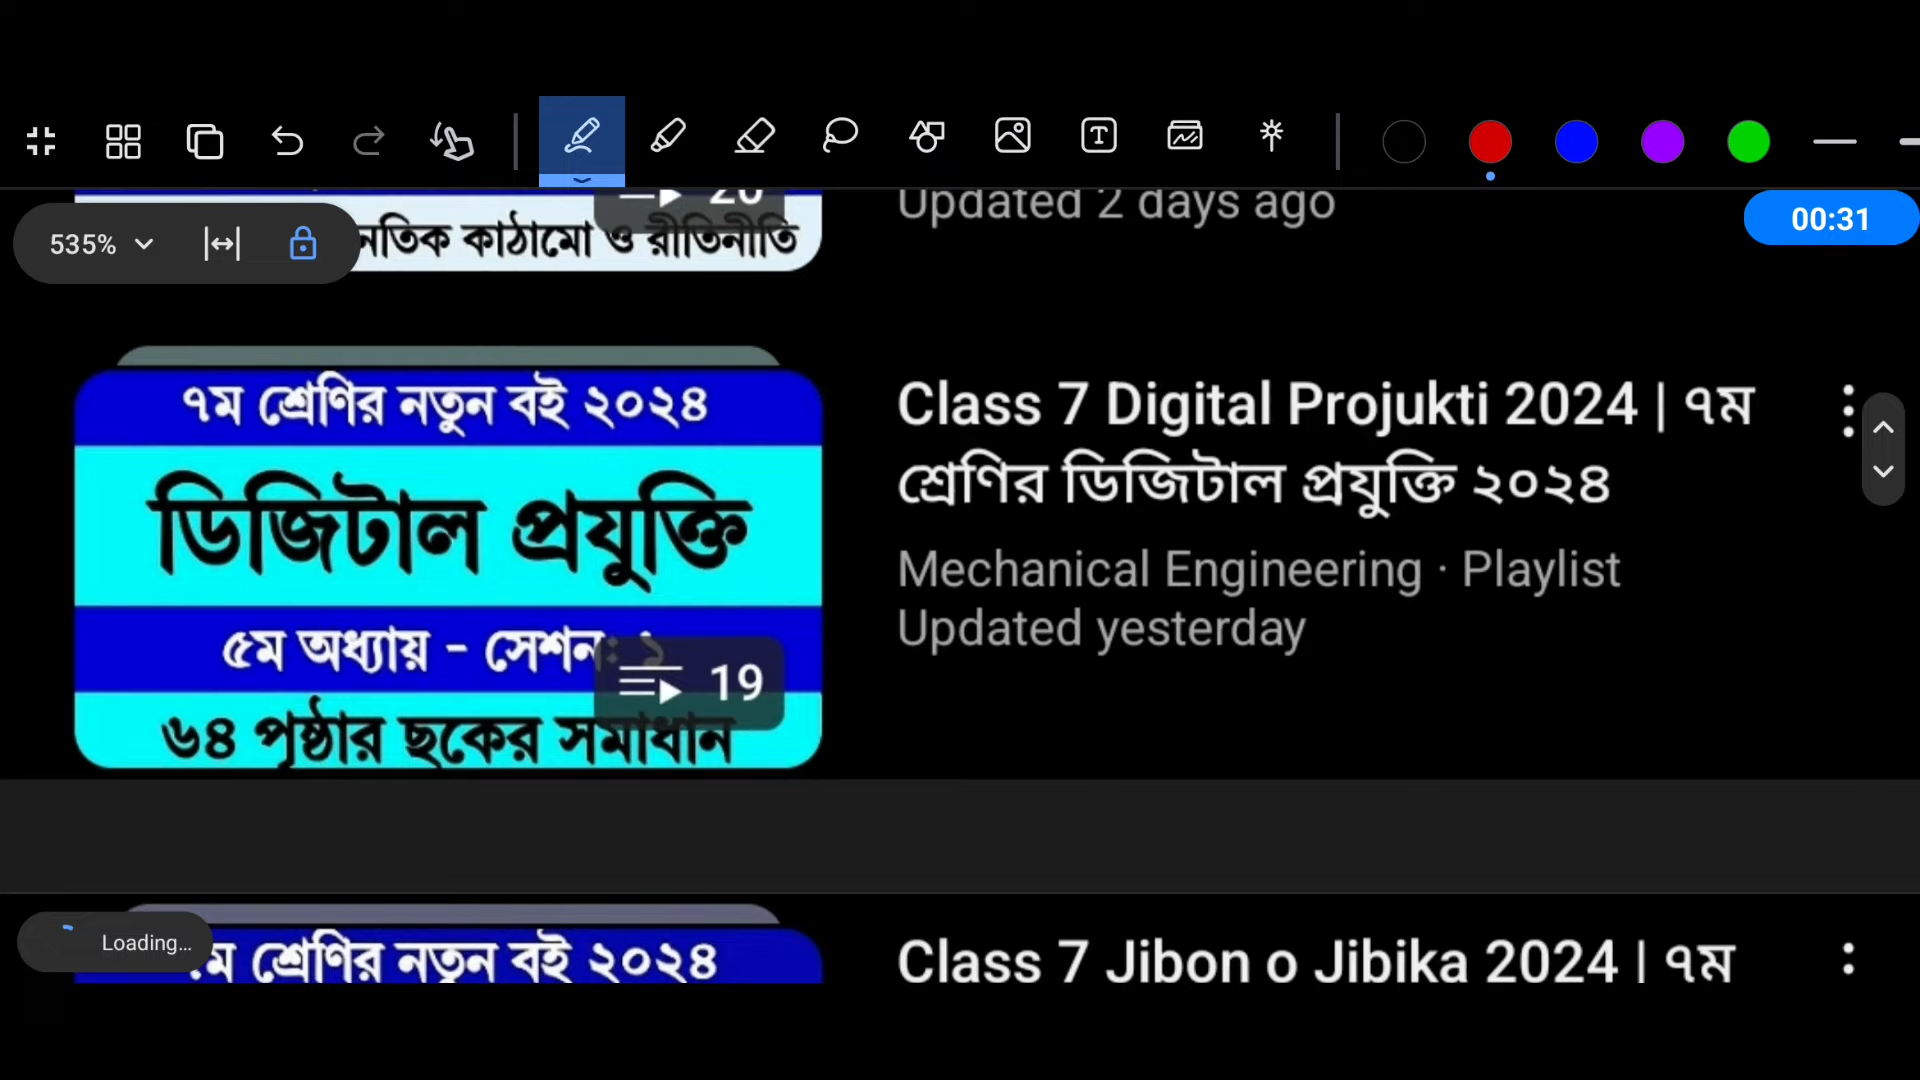 535%
20
নতিক কাঠামো ও রীতিনীতি
Updated 2 days ago
00:31
৭ম শ্রেণির নতুন বই ২০২৪
ডিজিটাল প্রযুক্তি
৫ম অধ্যায় - সেশন: ১
19
৬৪ পৃষ্ঠার ছকের সমাধান
Class 7 Digital Projukti 2024 | ৭ম
শ্রেণির ডিজিটাল প্রযুক্তি ২০২৪
Mechanical Engineering · Playlist
Updated yesterday
Loading...
ম শ্রেণির নতুন বই ২০২৪
Class 7 Jibon o Jibika 2024 | ৭ম